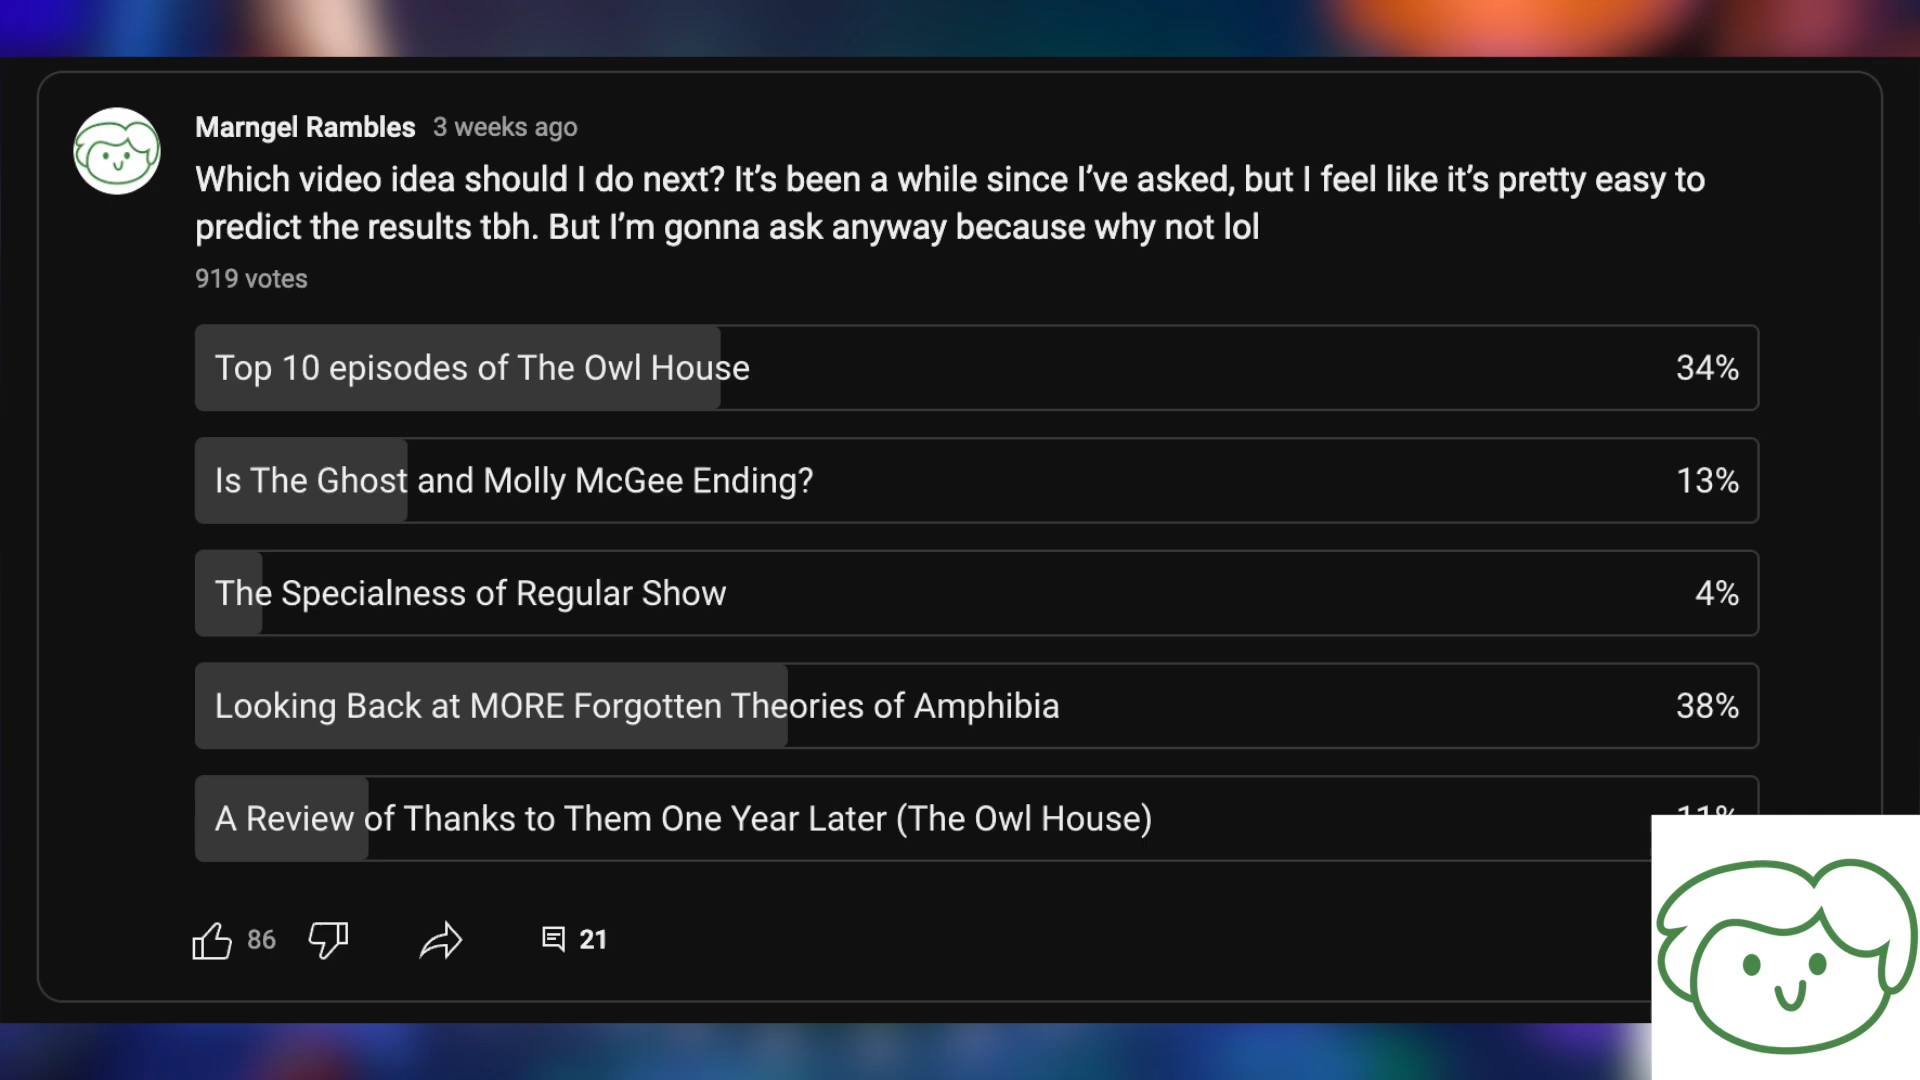 Marngel Rambles 3 weeks ago
Which video idea should I do next? It’s been a while since I’ve asked, but I feel like it’s pretty easy to
predict the results tbh. But I’m gonna ask anyway because why not lol
919 votes
Top 10 episodes of The Owl House 34%
Is The Ghost and Molly McGee Ending? 13%
The Specialness of Regular Show 4%
Looking Back at MORE Forgotten Theories of Amphibia 38%
A Review of Thanks to Them One Year Later (The Owl House) 11%
86 21